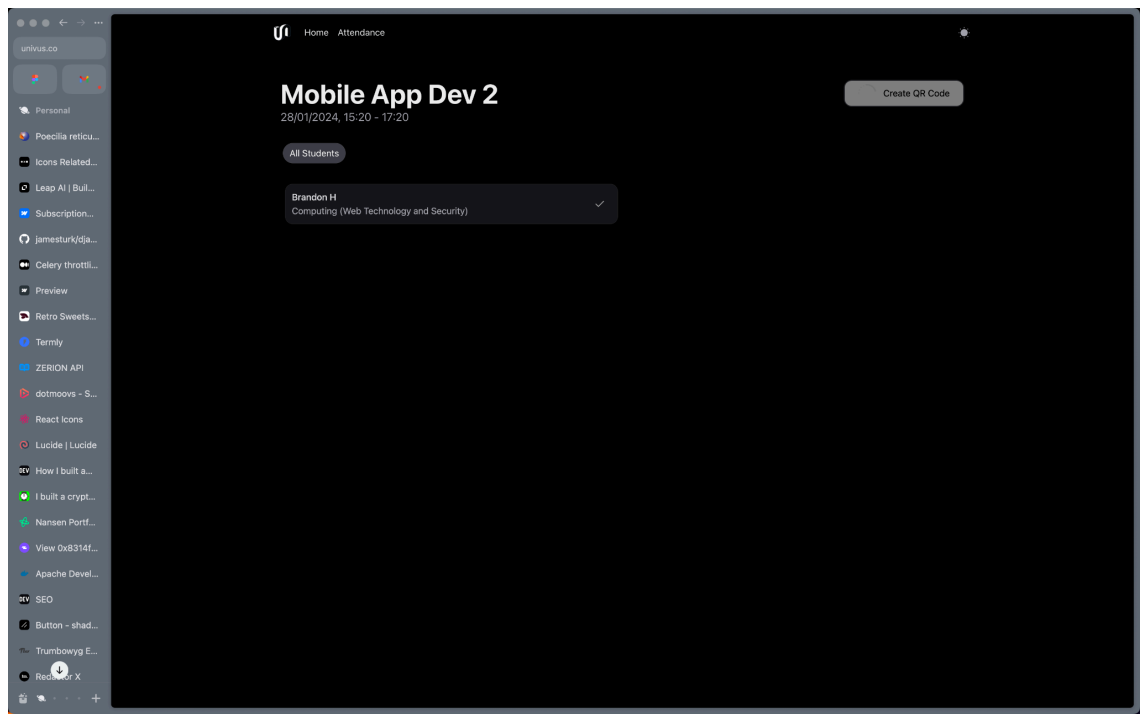 univus.co
Personal
Poecilia reticu...
Icons Related...
Leap AI | Buil...
Subscription...
jamesturk/dja...
Celery throttli...
Preview
Retro Sweets...
Termly
ZERION API
dotmoovs - S...
React Icons
Lucide | Lucide
How I built a...
I built a crypt...
Nansen Portf...
View 0x8314f...
Apache Devel...
SEO
Button - shad...
Trumbowyg E...
Redactor X
Home Attendance
Mobile App Dev 2
28/01/2024, 15:20 - 17:20
Create QR Code
All Students
Brandon H
Computing (Web Technology and Security)